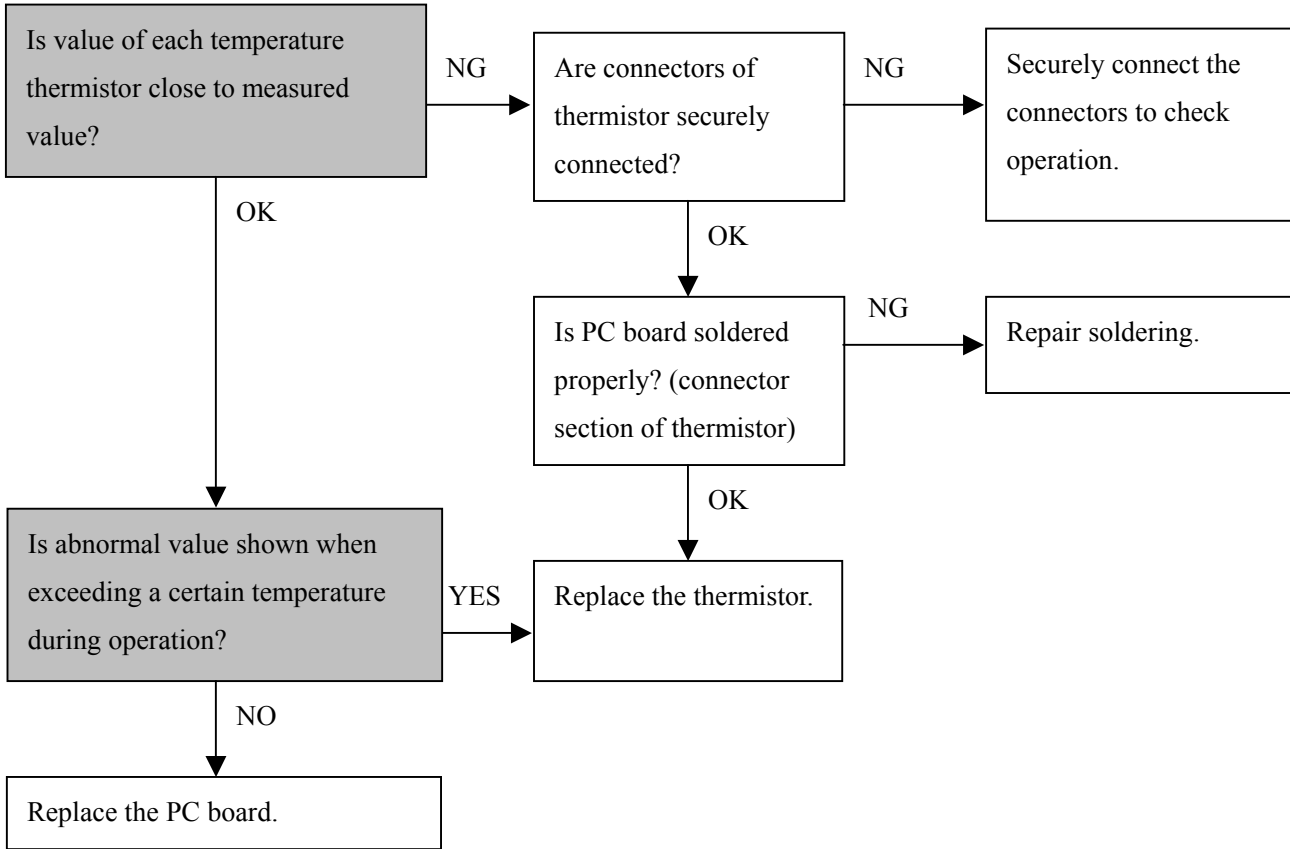 Is value of each temperature
thermistor close to measured
value?
NG
Are connectors of
thermistor securely
connected?
NG
Securely connect the
connectors to check
operation.
OK
OK
Is PC board soldered
properly? (connector
section of thermistor)
NG
Repair soldering.
OK
Is abnormal value shown when
exceeding a certain temperature
during operation?
YES
Replace the thermistor.
NO
Replace the PC board.